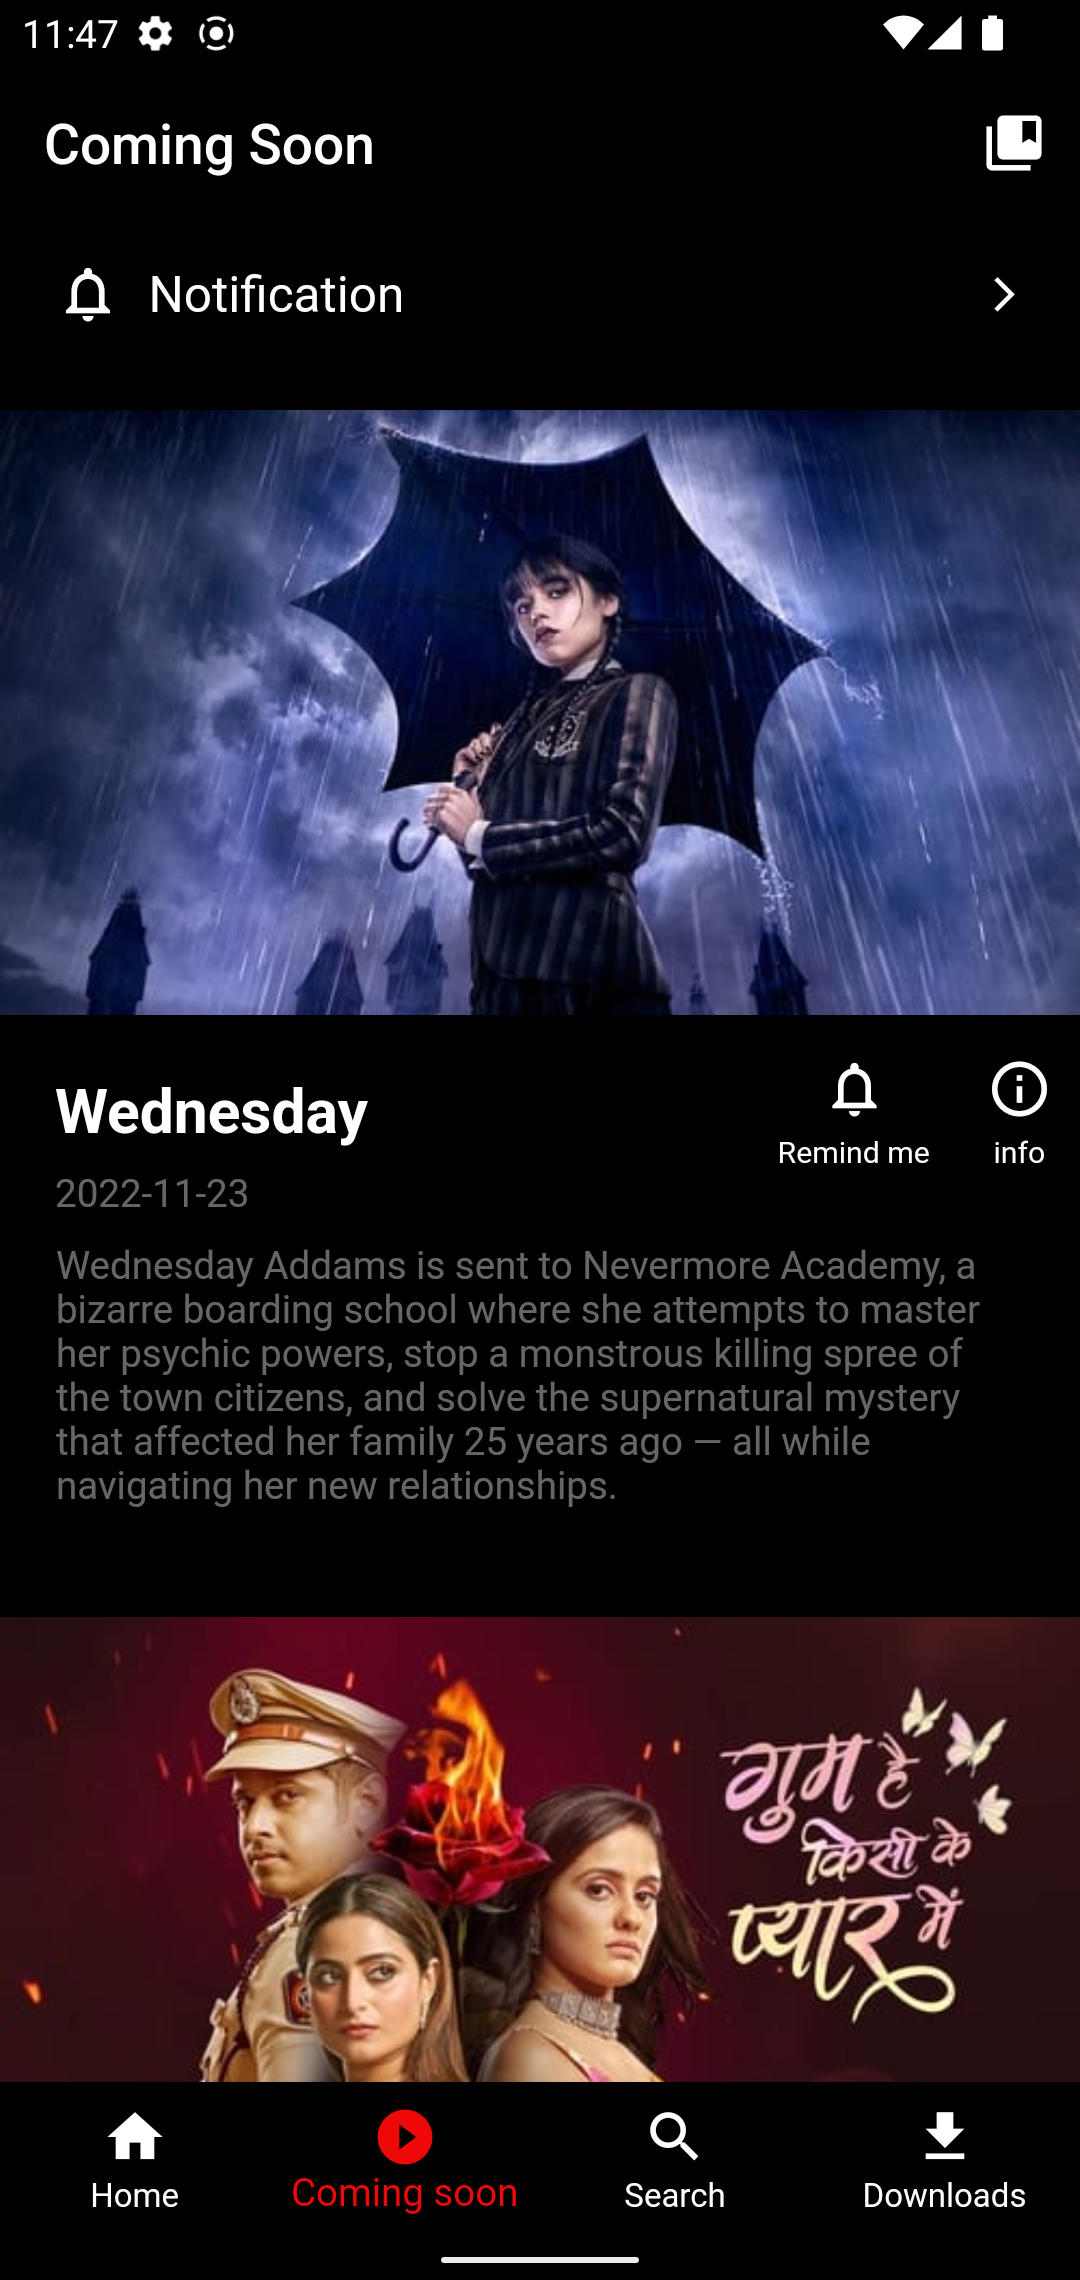 11:47
Coming Soon
Notification
Wednesday
Remind me
info
2022-11-23
Wednesday Addams is sent to Nevermore Academy, a
bizarre boarding school where she attempts to master
her psychic powers, stop a monstrous killing spree of
the town citizens, and solve the supernatural mystery
that affected her family 25 years ago — all while
navigating her new relationships.
गुम है
किसी के
प्यार में
Home
Coming soon
Search
Downloads